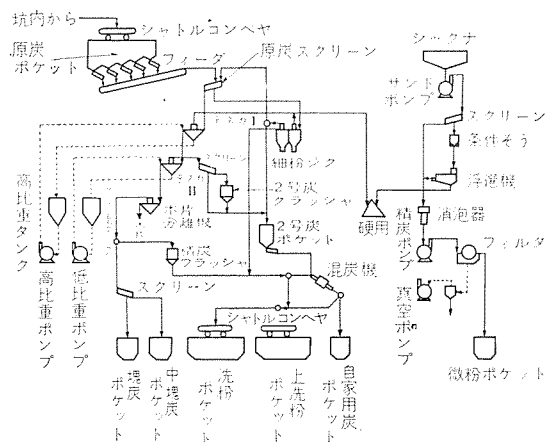 坑内から
シャトルコンベヤ
原炭
ポケット
フィーダ
原炭スクリーン
シックナ
サンド
ポンプ
スクリーン
条件そう
浮選機
細粉ジグ
スクリーン
2号炭
クラッシャ
高比重タンク
木片
分離機
2号炭
ポケット
硬用
精炭ポンプ
消泡器
フィルタ
精炭
クラッシャ
混炭機
高比重ポンプ
低比重ポンプ
スクリーン
シャトルコンベヤ
真空ポンプ
塊炭
ポケット
中塊炭
ポケット
洗粉
ポケット
上洗粉
ポケット
自家用炭
ポケット
微粉ポケット